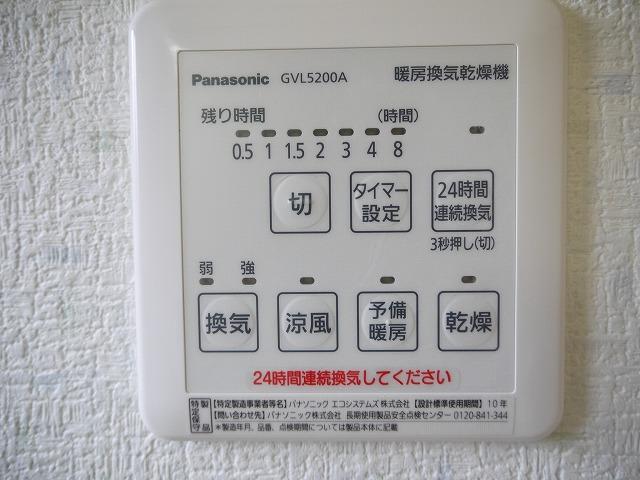 Panasonic GVL5200A 暖房換気乾燥機
残り時間 (時間)
0.5 1 1.5 2 3 4 8
切 タイマー設定 24時間連続換気
3秒押し(切)
弱 強
換気 涼風 予備暖房 乾燥
24時間連続換気してください
特定保守製品
【特定製造事業者等名】パナソニック エコシステムズ 株式会社 【設計標準使用期間】10年
【問い合わせ先】パナソニック株式会社 長期使用製品安全点検センター 0120-841-344
*製造年月、品番、点検期間については製品本体に記載